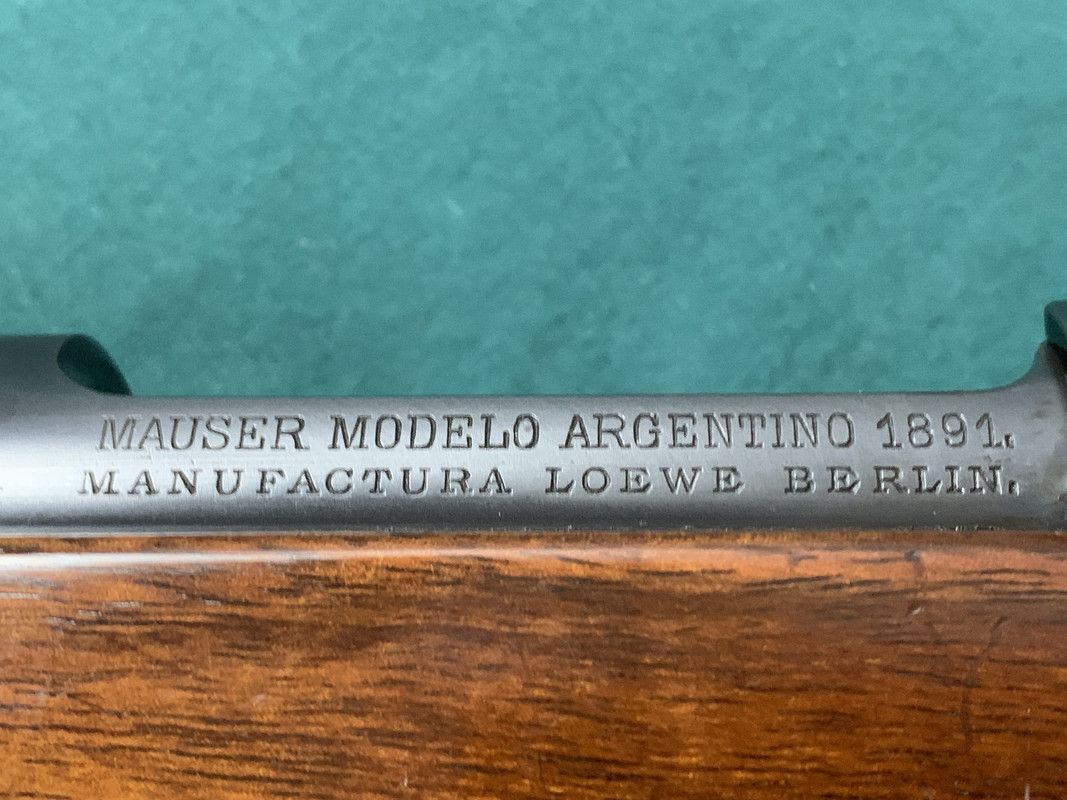 MAUSER MODELO ARGENTINO 1891.
MANUFACTURA LOEWE BERLIN.